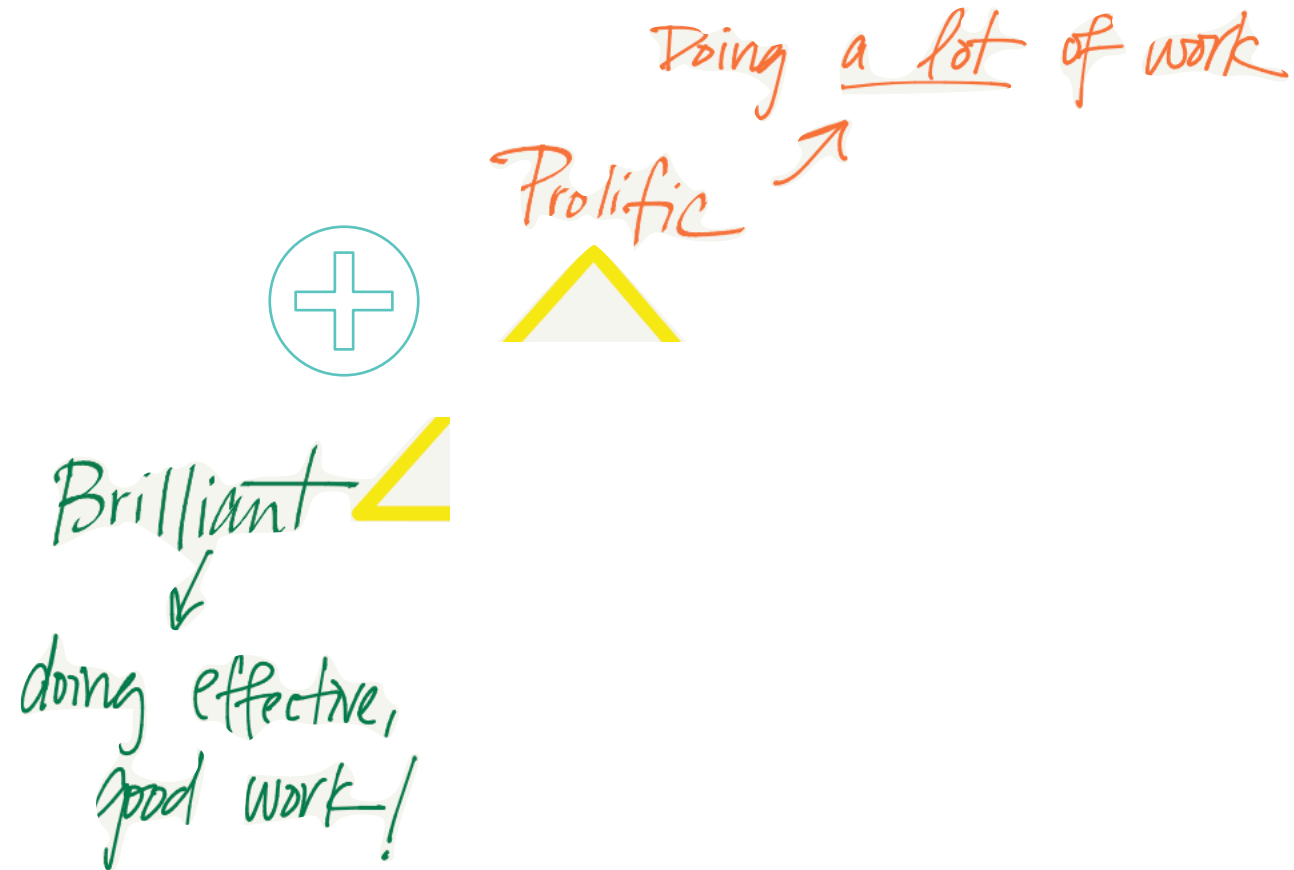 Doing a lot of work
Prolific
Brilliant
doing effective,
good work!